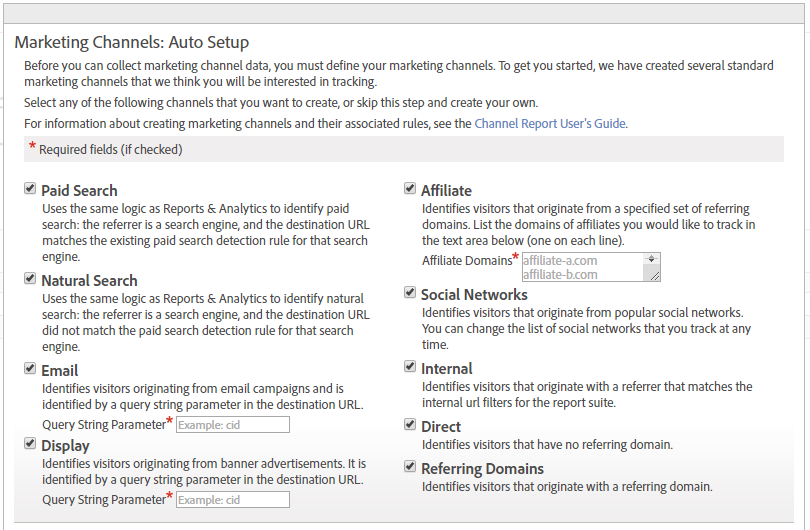 Marketing Channels: Auto Setup
Before you can collect marketing channel data, you must define your marketing channels. To get you started, we have created several standard
marketing channels that we think you will be interested in tracking.
Select any of the following channels that you want to create, or skip this step and create your own.
For information about creating marketing channels and their associated rules, see the Channel Report User's Guide.
* Required fields (if checked)
Paid Search
Uses the same logic as Reports & Analytics to identify paid
search: the referrer is a search engine, and the destination URL
matches the existing paid search detection rule for that search
engine.
Natural Search
Uses the same logic as Reports & Analytics to identify natural
search: the referrer is a search engine, and the destination URL
did not match the paid search detection rule for that search
engine.
Email
Identifies visitors originating from email campaigns and is
identified by a query string parameter in the destination URL.
Query String Parameter* Example: cid
Display
Identifies visitors originating from banner advertisements. It is
identified by a query string parameter in the destination URL.
Query String Parameter* Example: cid
Affiliate
Identifies visitors that originate from a specified set of referring
domains. List the domains of affiliates you would like to track in
the text area below (one on each line).
Affiliate Domains* affiliate-a.com
affiliate-b.com
Social Networks
Identifies visitors that originate from popular social networks.
You can change the list of social networks that you track at any
time.
Internal
Identifies visitors that originate with a referrer that matches the
internal url filters for the report suite.
Direct
Identifies visitors that have no referring domain.
Referring Domains
Identifies visitors that originate with a referring domain.